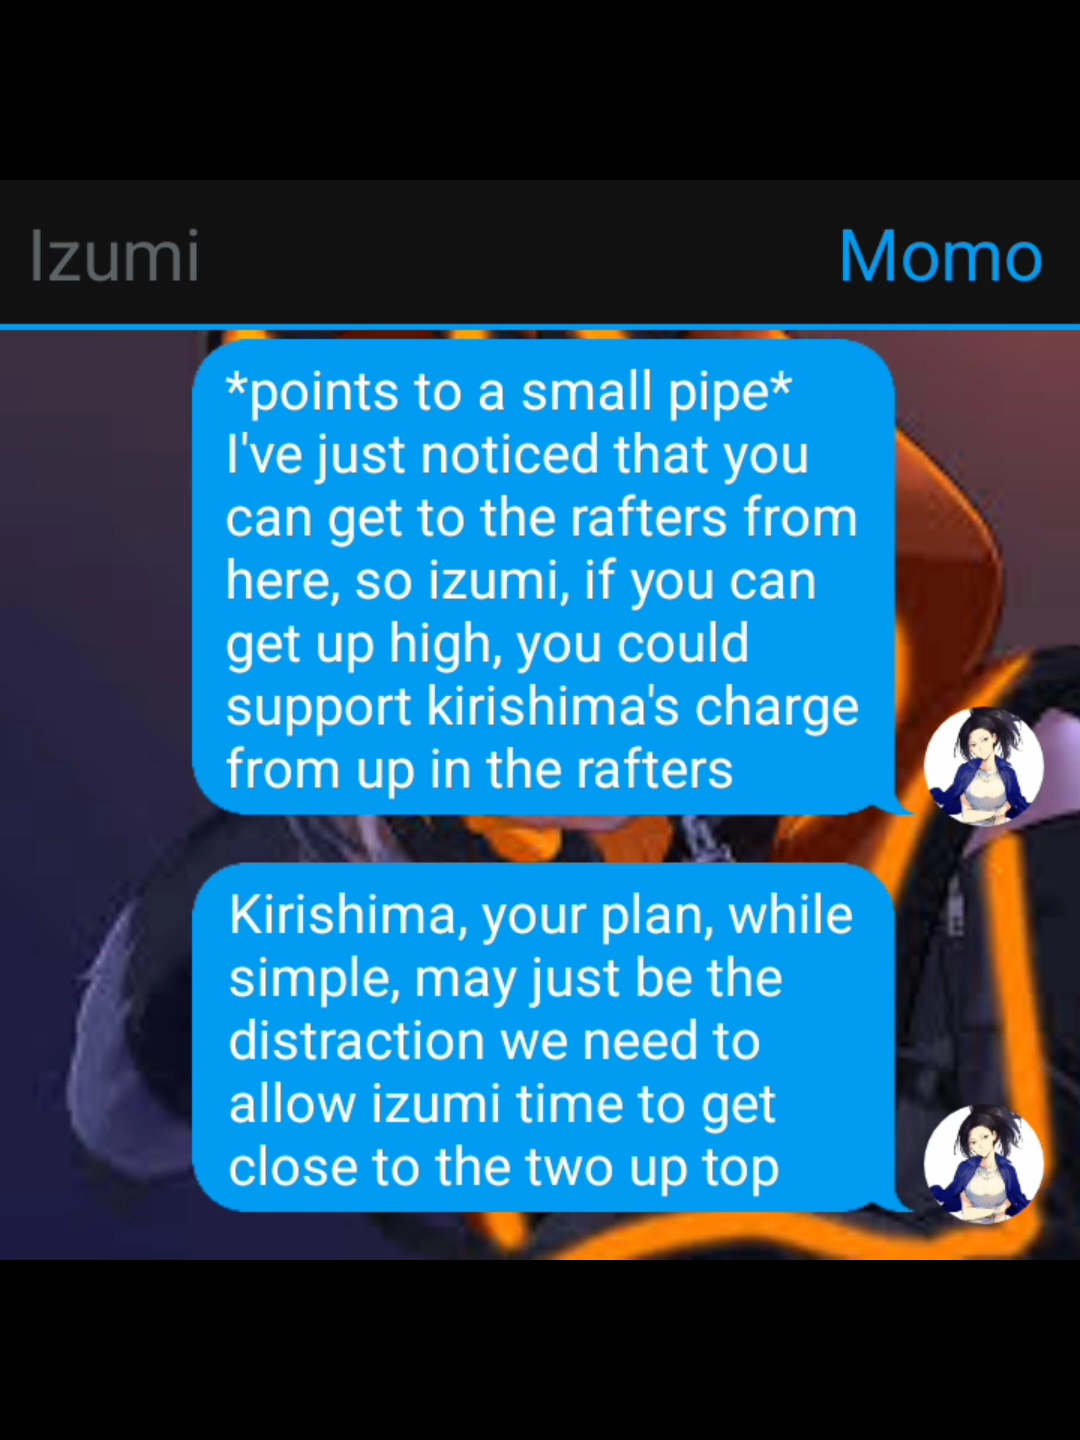 Izumi Momo
*points to a small pipe*
I've just noticed that you
can get to the rafters from
here, so izumi, if you can
get up high, you could
support kirishima's charge
from up in the rafters
Kirishima, your plan, while
simple, may just be the
distraction we need to
allow izumi time to get
close to the two up top